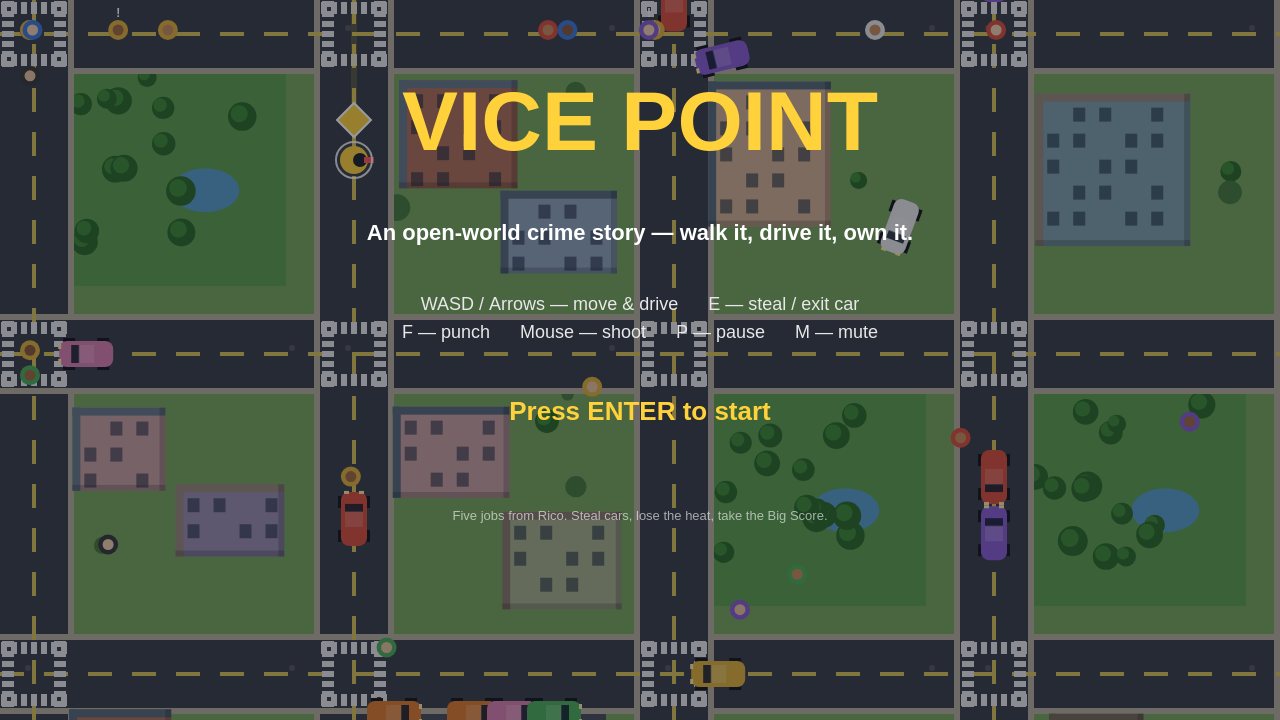 !
VICE POINT
An open-world crime story — walk it, drive it, own it.
WASD / Arrows — move & drive E — steal / exit car
F — punch Mouse — shoot P — pause M — mute
Press ENTER to start
Five jobs from Rico. Steal cars, lose the heat, take the Big Score.